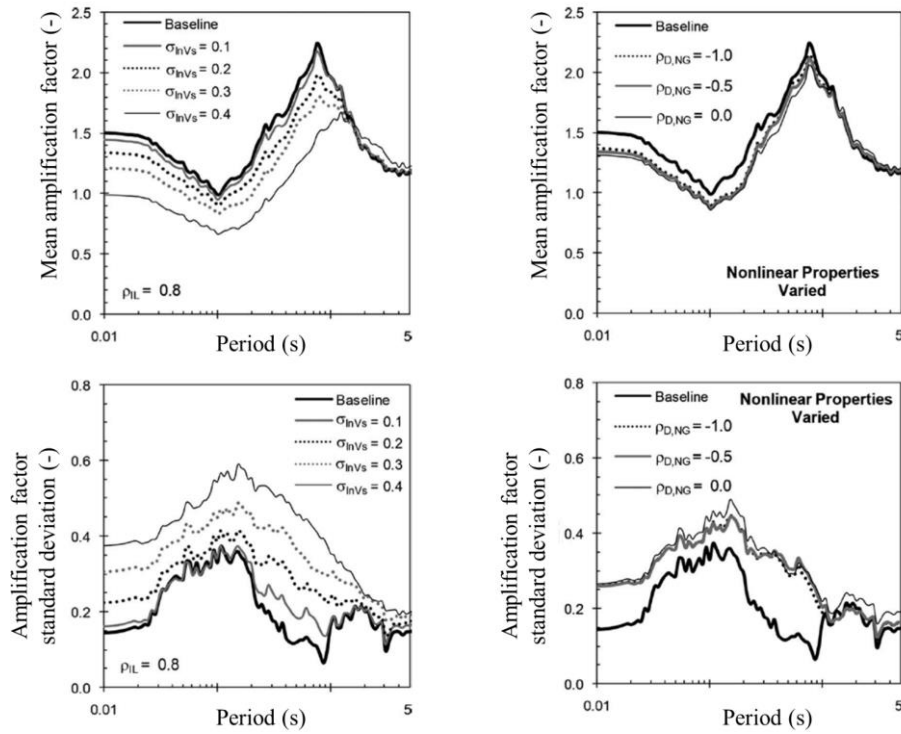 Mean amplification factor (-)
2.5
2.0
1.5
1.0
0.5
0.0
Baseline
σlnVs = 0.1
σlnVs = 0.2
σlnVs = 0.3
σlnVs = 0.4
ρIL = 0.8
0.01
5
Period (s)
Mean amplification factor (-)
2.5
2.0
1.5
1.0
0.5
0.0
Baseline
ρD,NG = -1.0
ρD,NG = -0.5
ρD,NG = 0.0
Nonlinear Properties
Varied
0.01
5
Period (s)
Amplification factor
standard deviation (-)
0.8
0.6
0.4
0.2
0.0
Baseline
σlnVs = 0.1
σlnVs = 0.2
σlnVs = 0.3
σlnVs = 0.4
ρIL = 0.8
0.01
5
Period (s)
Amplification factor
standard deviation (-)
0.8
0.6
0.4
0.2
0.0
Baseline
ρD,NG = -1.0
ρD,NG = -0.5
ρD,NG = 0.0
Nonlinear Properties
Varied
0.01
5
Period (s)